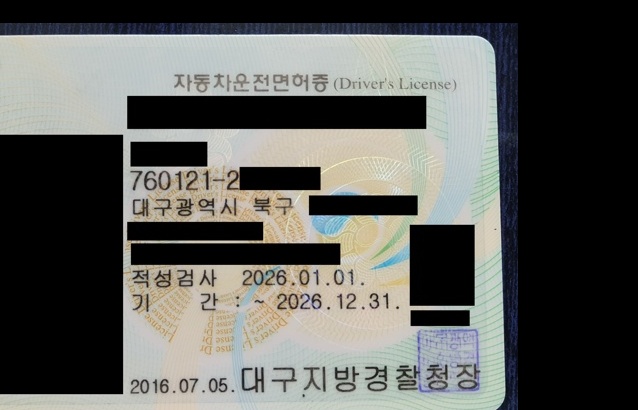 자동차운전면허증 (Driver's License)
760121-2
대구광역시 북구
적성검사 2026.01.01.
기 간 : ~ 2026.12.31.
2016.07.05. 대구지방경찰청장